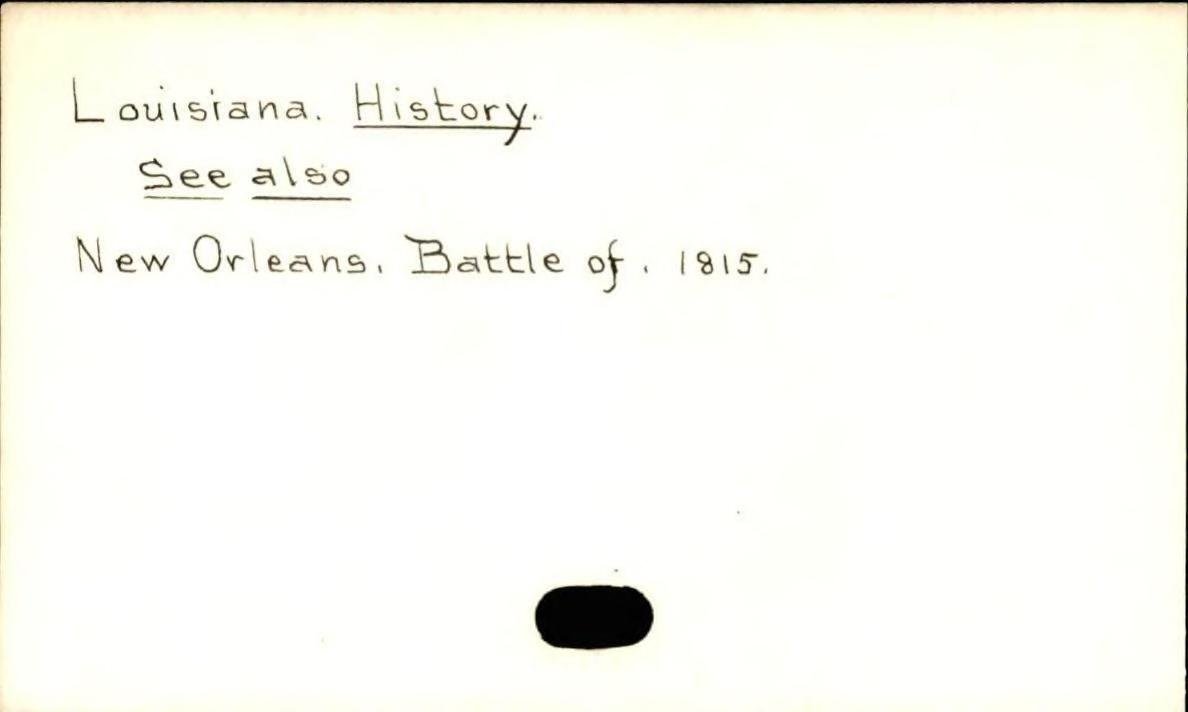 Louisiana. History.
See also
New Orleans, Battle of. 1815.